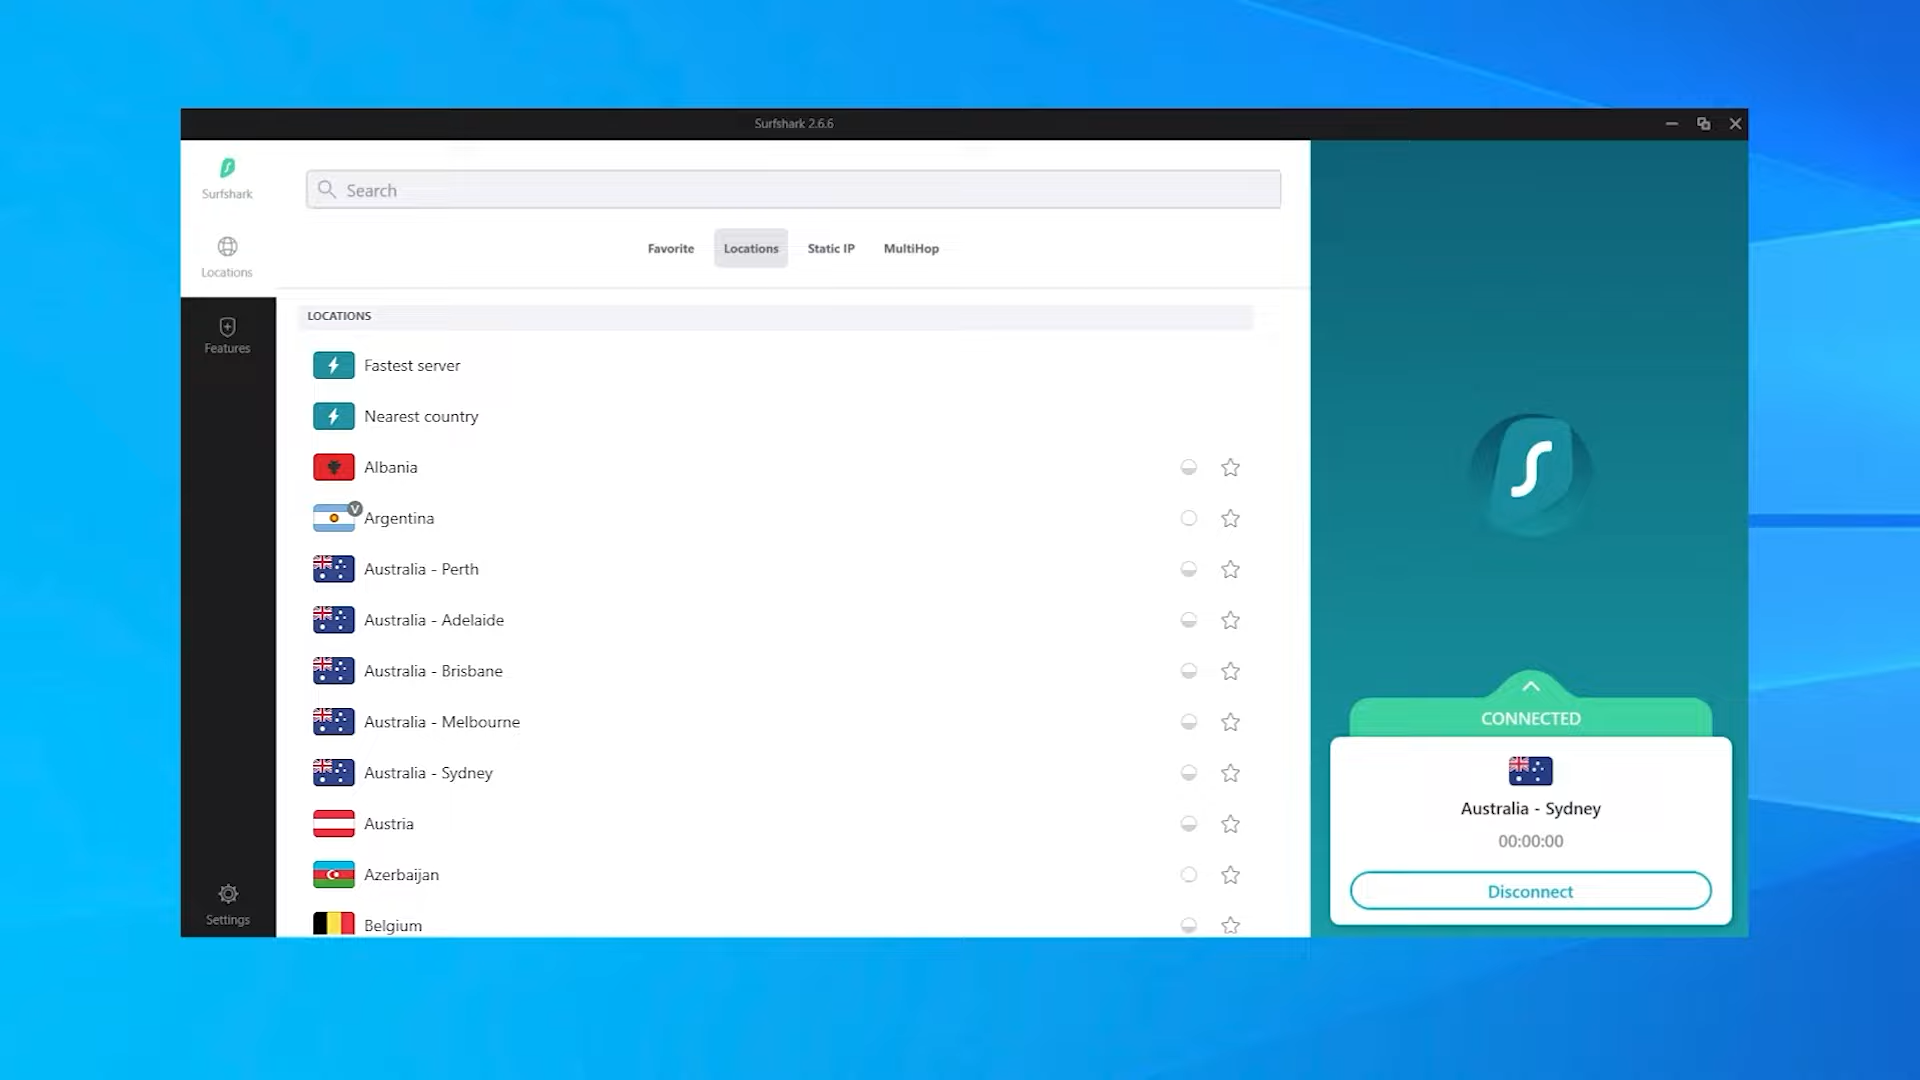 Surfshark 2.6.6
Surfshark
Locations
Features
Settings
Search
Favorite
Locations
Static IP
MultiHop
LOCATIONS
Fastest server
Nearest country
Albania
V
Argentina
Australia - Perth
Australia - Adelaide
Australia - Brisbane
Australia - Melbourne
Australia - Sydney
Austria
Azerbaijan
Belgium
CONNECTED
Australia - Sydney
00:00:00
Disconnect